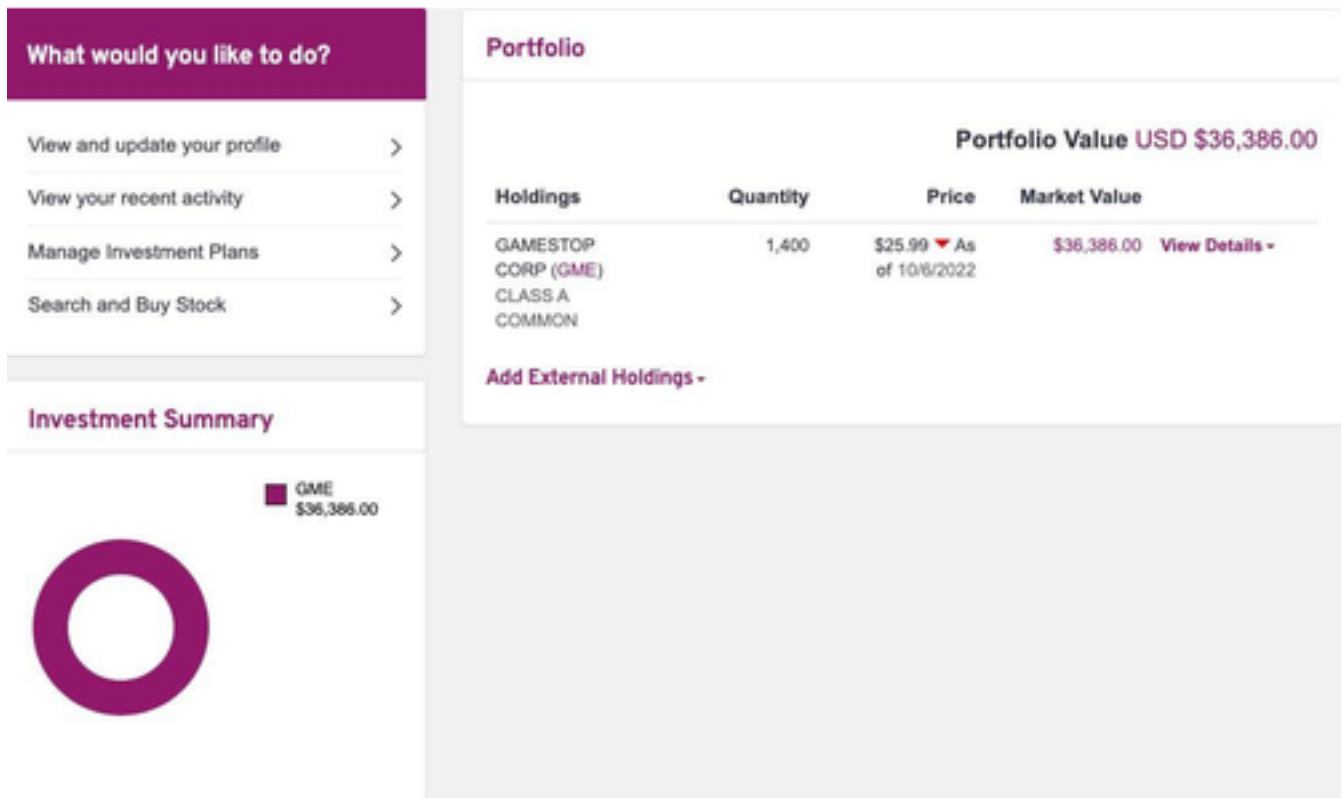 What would you like to do?
View and update your profile
View your recent activity
Manage Investment Plans
Search and Buy Stock
Investment Summary
GME
$36,386.00
Portfolio
Portfolio Value USD $36,386.00
Holdings Quantity Price Market Value
GAMESTOP 1,400 $25.99 As $36,386.00 View Details
CORP (GME) of 10/6/2022
CLASS A
COMMON
Add External Holdings